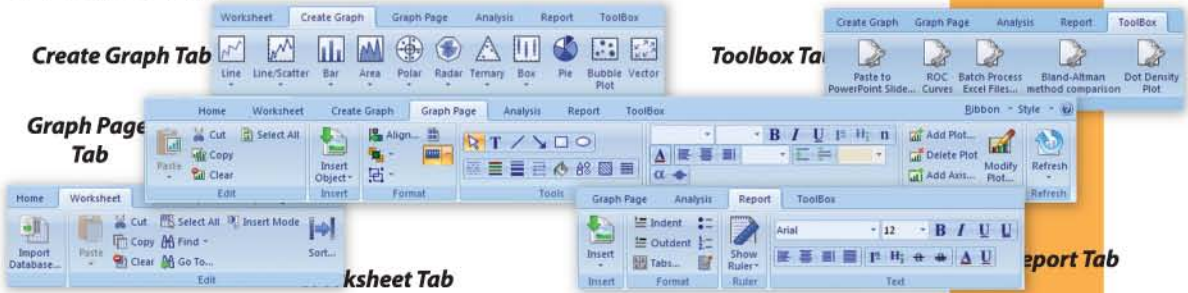 Worksheet Create Graph Graph Page Analysis Report ToolBox
Create Graph Tab
Line Line/Scatter Bar Area Polar Radar Ternary Box Pie Bubble Plot Vector
Toolbox
Create Graph Graph Page Analysis Report ToolBox
Paste to PowerPoint Slide... ROC Curves Batch Process Excel Files... Bland-Altman method comparison Dot Density Plot
Graph Page Tab
Home Worksheet Create Graph Graph Page Analysis Report ToolBox Ribbon Style
Paste Cut Select All
Copy
Clear
Edit
Insert Object
Insert
Align...
Format
T
Tools
B I U
α
Add Plot...
Delete Plot
Add Axis...
Modify Plot...
Refresh
Refresh
Home Worksheet
Import Database...
Paste Cut Select All Insert Mode
Copy Find
Clear Go To...
Sort...
Edit
ksheet Tab
Graph Page Analysis Report ToolBox
Insert
Insert
Indent
Outdent
Tabs...
Format
Show Ruler
Ruler
Arial 12 B I U U
Text
eport Tab